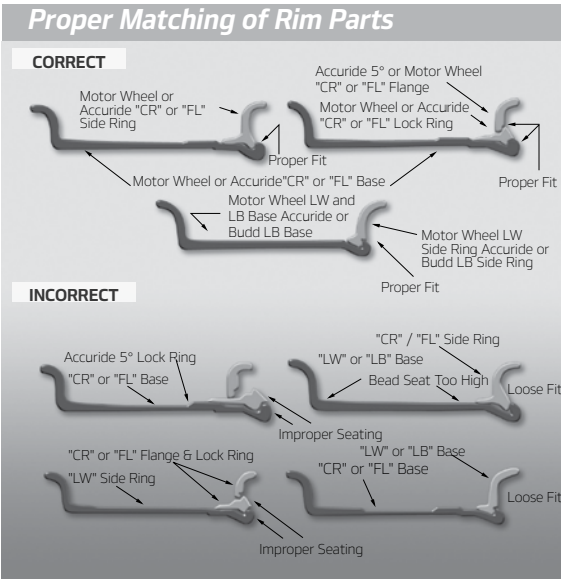 Proper Matching of Rim Parts
CORRECT
Motor Wheel or
Accuride "CR" or "FL"
Side Ring
Proper Fit
Accuride 5° or Motor Wheel
"CR" or "FL" Flange
Motor Wheel or Accuride
"CR" or "FL" Lock Ring
Proper Fit
Motor Wheel or Accuride"CR" or "FL" Base
Motor Wheel LW and
LB Base Accuride or
Budd LB Base
Motor Wheel LW
Side Ring Accuride or
Budd LB Side Ring
Proper Fit
INCORRECT
Accuride 5° Lock Ring
"CR" or "FL" Base
Improper Seating
"CR" / "FL" Side Ring
"LW" or "LB" Base
Bead Seat Too High
Loose Fit
"CR" or "FL" Flange & Lock Ring
"LW" Side Ring
Improper Seating
"LW" or "LB" Base
"CR" or "FL" Base
Loose Fit